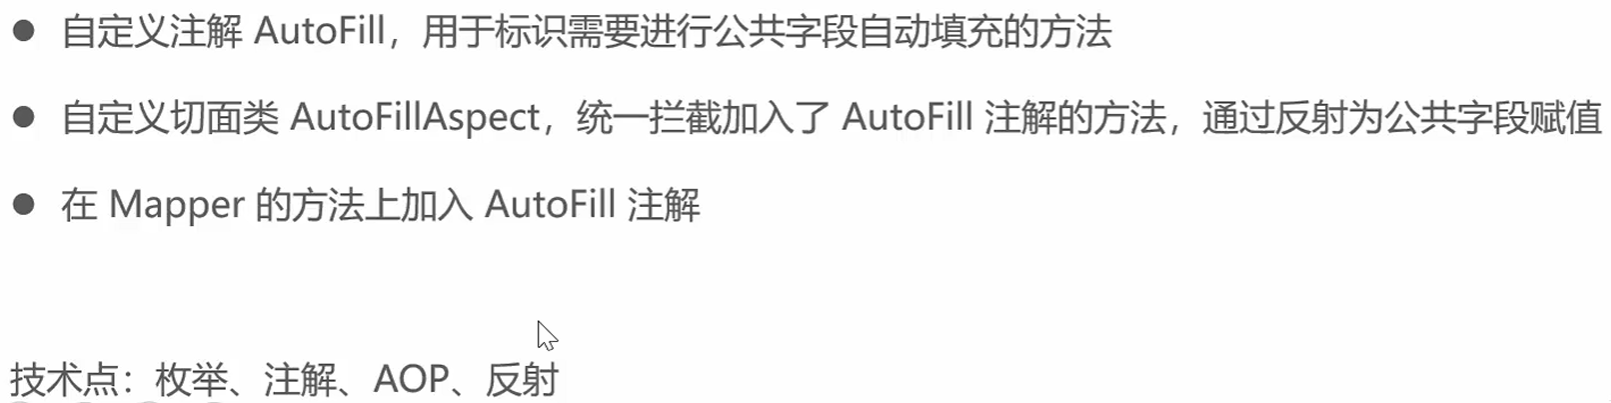 ● 自定义注解 AutoFill，用于标识需要进行公共字段自动填充的方法
● 自定义切面类 AutoFillAspect，统一拦截加入了 AutoFill 注解的方法，通过反射为公共字段赋值
● 在 Mapper 的方法上加入 AutoFill 注解
技术点：枚举、注解、AOP、反射